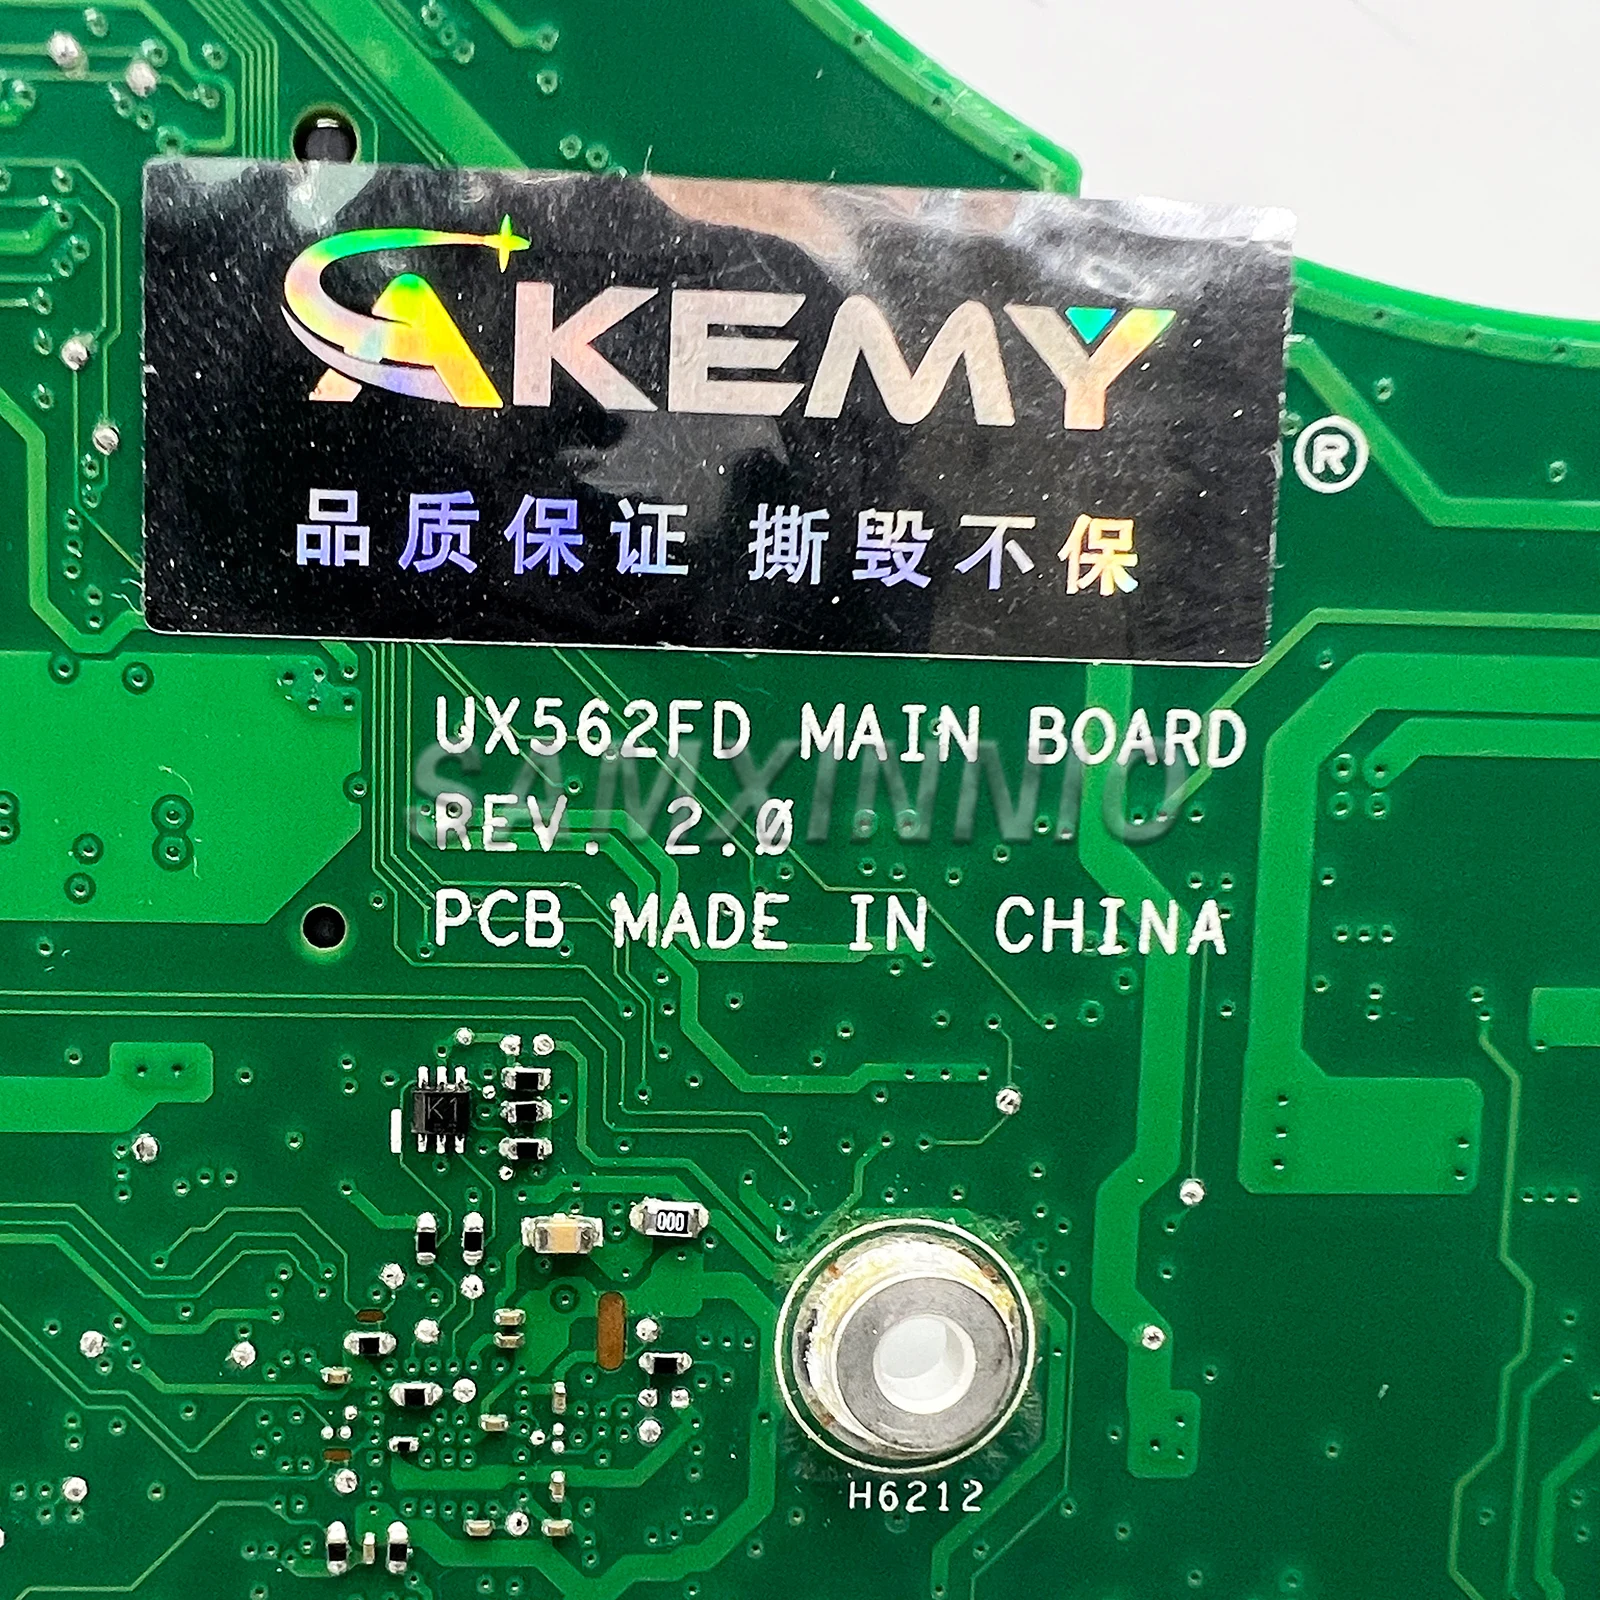 AKEMY
®
品质保证 撕毁不保
UX562FD MAIN BOARD
SAMXINNIO
REV. 2.0
PCB MADE IN CHINA
K1
000
H6212